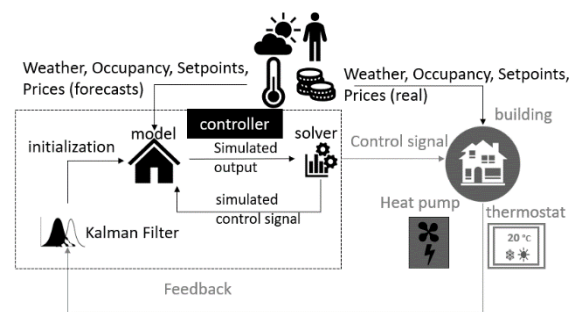 Weather, Occupancy, Setpoints,
Prices (forecasts)
Weather, Occupancy, Setpoints,
Prices (real)
building
controller
model
solver
initialization
Simulated
output
Control signal
simulated
control signal
Kalman Filter
Heat pump
thermostat
20 °C
Feedback